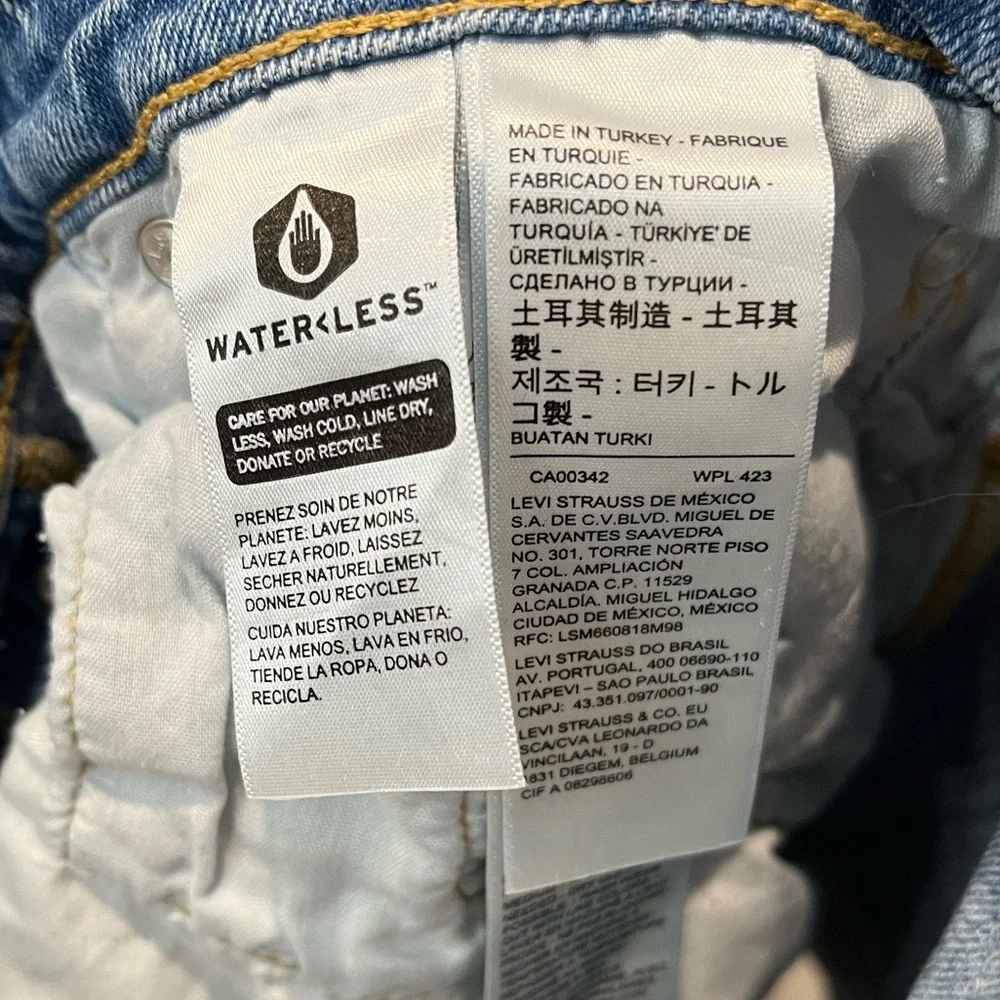 WATER<LESS™
CARE FOR OUR PLANET: WASH
LESS, WASH COLD, LINE DRY,
DONATE OR RECYCLE
PRENEZ SOIN DE NOTRE
PLANETE: LAVEZ MOINS,
LAVEZ A FROID, LAISSEZ
SECHER NATURELLEMENT,
DONNEZ OU RECYCLEZ
CUIDA NUESTRO PLANETA:
LAVA MENOS, LAVA EN FRIO,
TIENDE LA ROPA, DONA O
RECICLA.
MADE IN TURKEY - FABRIQUE
EN TURQUIE -
FABRICADO EN TURQUIA -
FABRICADO NA
TURQUÍA - TÜRKİYE' DE
ÜRETİLMİŞTİR -
СДЕЛАНО В ТУРЦИИ -
土耳其制造 - 土耳其
製 -
제조국 : 터키 - トル
コ製 -
BUATAN TURKI
CA00342 WPL 423
LEVI STRAUSS DE MÉXICO
S.A. DE C.V.BLVD. MIGUEL DE
CERVANTES SAAVEDRA
NO. 301, TORRE NORTE PISO
7 COL. AMPLIACIÓN
GRANADA C.P. 11529
ALCALDÍA. MIGUEL HIDALGO
CIUDAD DE MÉXICO, MÉXICO
RFC: LSM660818M98
LEVI STRAUSS DO BRASIL
AV. PORTUGAL, 400 06690-110
ITAPEVI – SAO PAULO BRASIL
CNPJ: 43.351.097/0001-90
LEVI STRAUSS & CO. EU
SCA/CVA LEONARDO DA
VINCILAAN, 19 - D
1831 DIEGEM, BELGIUM
CIF A 08298606